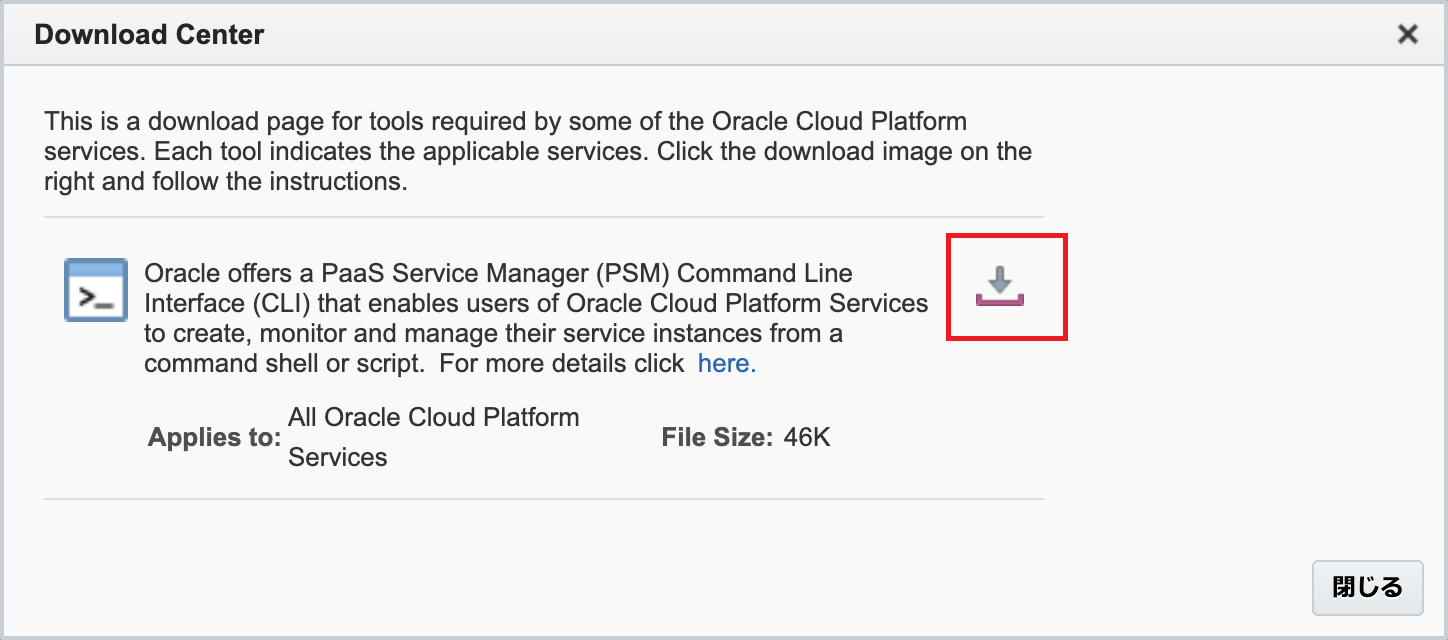 Download Center
This is a download page for tools required by some of the Oracle Cloud Platform
services. Each tool indicates the applicable services. Click the download image on the
right and follow the instructions.
Oracle offers a PaaS Service Manager (PSM) Command Line
Interface (CLI) that enables users of Oracle Cloud Platform Services
to create, monitor and manage their service instances from a
command shell or script.  For more details click  here.
Applies to: All Oracle Cloud Platform
Services
File Size: 46K
閉じる